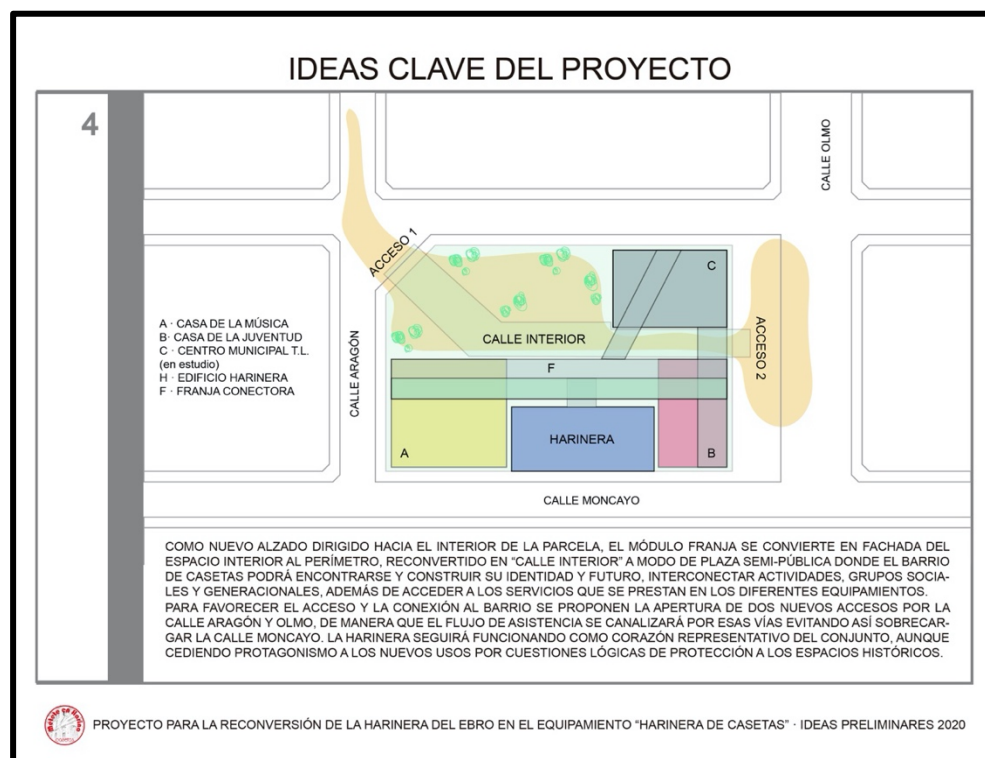 IDEAS CLAVE DEL PROYECTO
4
CALLE OLMO
ACCESO 1
C
A · CASA DE LA MÚSICA
B· CASA DE LA JUVENTUD
C · CENTRO MUNICIPAL T.L.
(en estudio)
H · EDIFICIO HARINERA
F · FRANJA CONECTORA
CALLE ARAGÓN
CALLE INTERIOR
ACCESO 2
F
HARINERA
A
B
CALLE MONCAYO
COMO NUEVO ALZADO DIRIGIDO HACIA EL INTERIOR DE LA PARCELA, EL MÓDULO FRANJA SE CONVIERTE EN FACHADA DEL
ESPACIO INTERIOR AL PERÍMETRO, RECONVERTIDO EN "CALLE INTERIOR" A MODO DE PLAZA SEMI-PÚBLICA DONDE EL BARRIO
DE CASETAS PODRÁ ENCONTRARSE Y CONSTRUIR SU IDENTIDAD Y FUTURO, INTERCONECTAR ACTIVIDADES, GRUPOS SOCIA-
LES Y GENERACIONALES, ADEMÁS DE ACCEDER A LOS SERVICIOS QUE SE PRESTAN EN LOS DIFERENTES EQUIPAMIENTOS.
PARA FAVORECER EL ACCESO Y LA CONEXIÓN AL BARRIO SE PROPONEN LA APERTURA DE DOS NUEVOS ACCESOS POR LA
CALLE ARAGÓN Y OLMO, DE MANERA QUE EL FLUJO DE ASISTENCIA SE CANALIZARÁ POR ESAS VÍAS EVITANDO ASÍ SOBRECAR-
GAR LA CALLE MONCAYO. LA HARINERA SEGUIRÁ FUNCIONANDO COMO CORAZÓN REPRESENTATIVO DEL CONJUNTO, AUNQUE
CEDIENDO PROTAGONISMO A LOS NUEVOS USOS POR CUESTIONES LÓGICAS DE PROTECCIÓN A LOS ESPACIOS HISTÓRICOS.
PROYECTO PARA LA RECONVERSIÓN DE LA HARINERA DEL EBRO EN EL EQUIPAMIENTO "HARINERA DE CASETAS" · IDEAS PRELIMINARES 2020